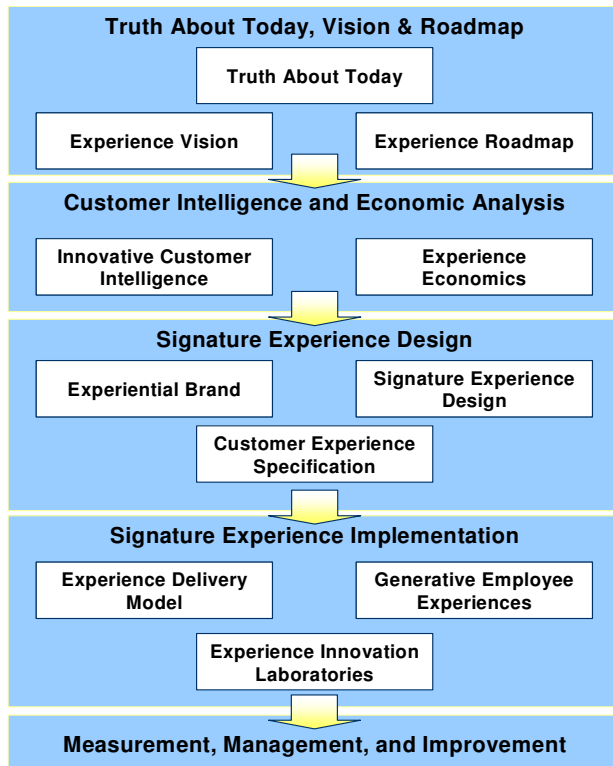 Truth About Today, Vision & Roadmap
Truth About Today
Experience Vision
Experience Roadmap
Customer Intelligence and Economic Analysis
Innovative Customer
Intelligence
Experience
Economics
Signature Experience Design
Experiential Brand
Signature Experience
Design
Customer Experience
Specification
Signature Experience Implementation
Experience Delivery
Model
Generative Employee
Experiences
Experience Innovation
Laboratories
Measurement, Management, and Improvement